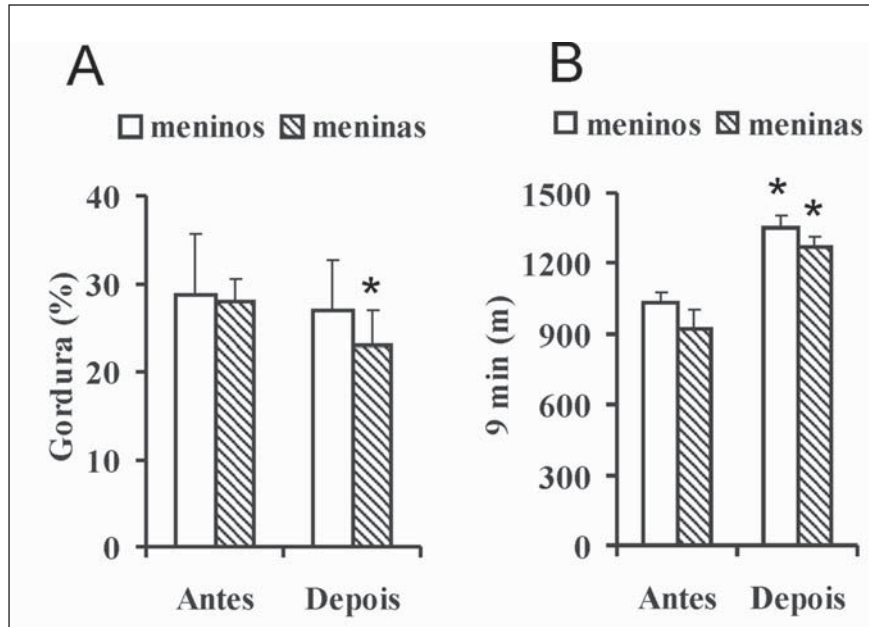 A
meninos meninas
Gordura (%)
40
30
20
10
0
*
Antes Depois
B
meninos meninas
9 min (m)
1500
1200
900
600
300
0
* *
Antes Depois